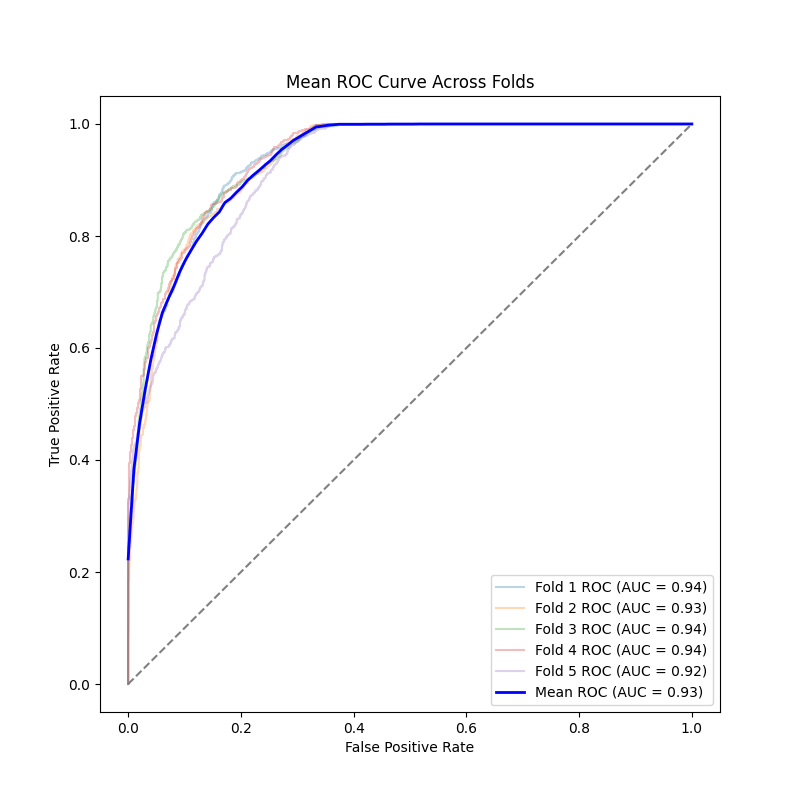 Mean ROC Curve Across Folds
True Positive Rate
1.0
0.8
0.6
0.4
0.2
0.0
0.0 0.2 0.4 0.6 0.8 1.0
False Positive Rate
Fold 1 ROC (AUC = 0.94)
Fold 2 ROC (AUC = 0.93)
Fold 3 ROC (AUC = 0.94)
Fold 4 ROC (AUC = 0.94)
Fold 5 ROC (AUC = 0.92)
Mean ROC (AUC = 0.93)